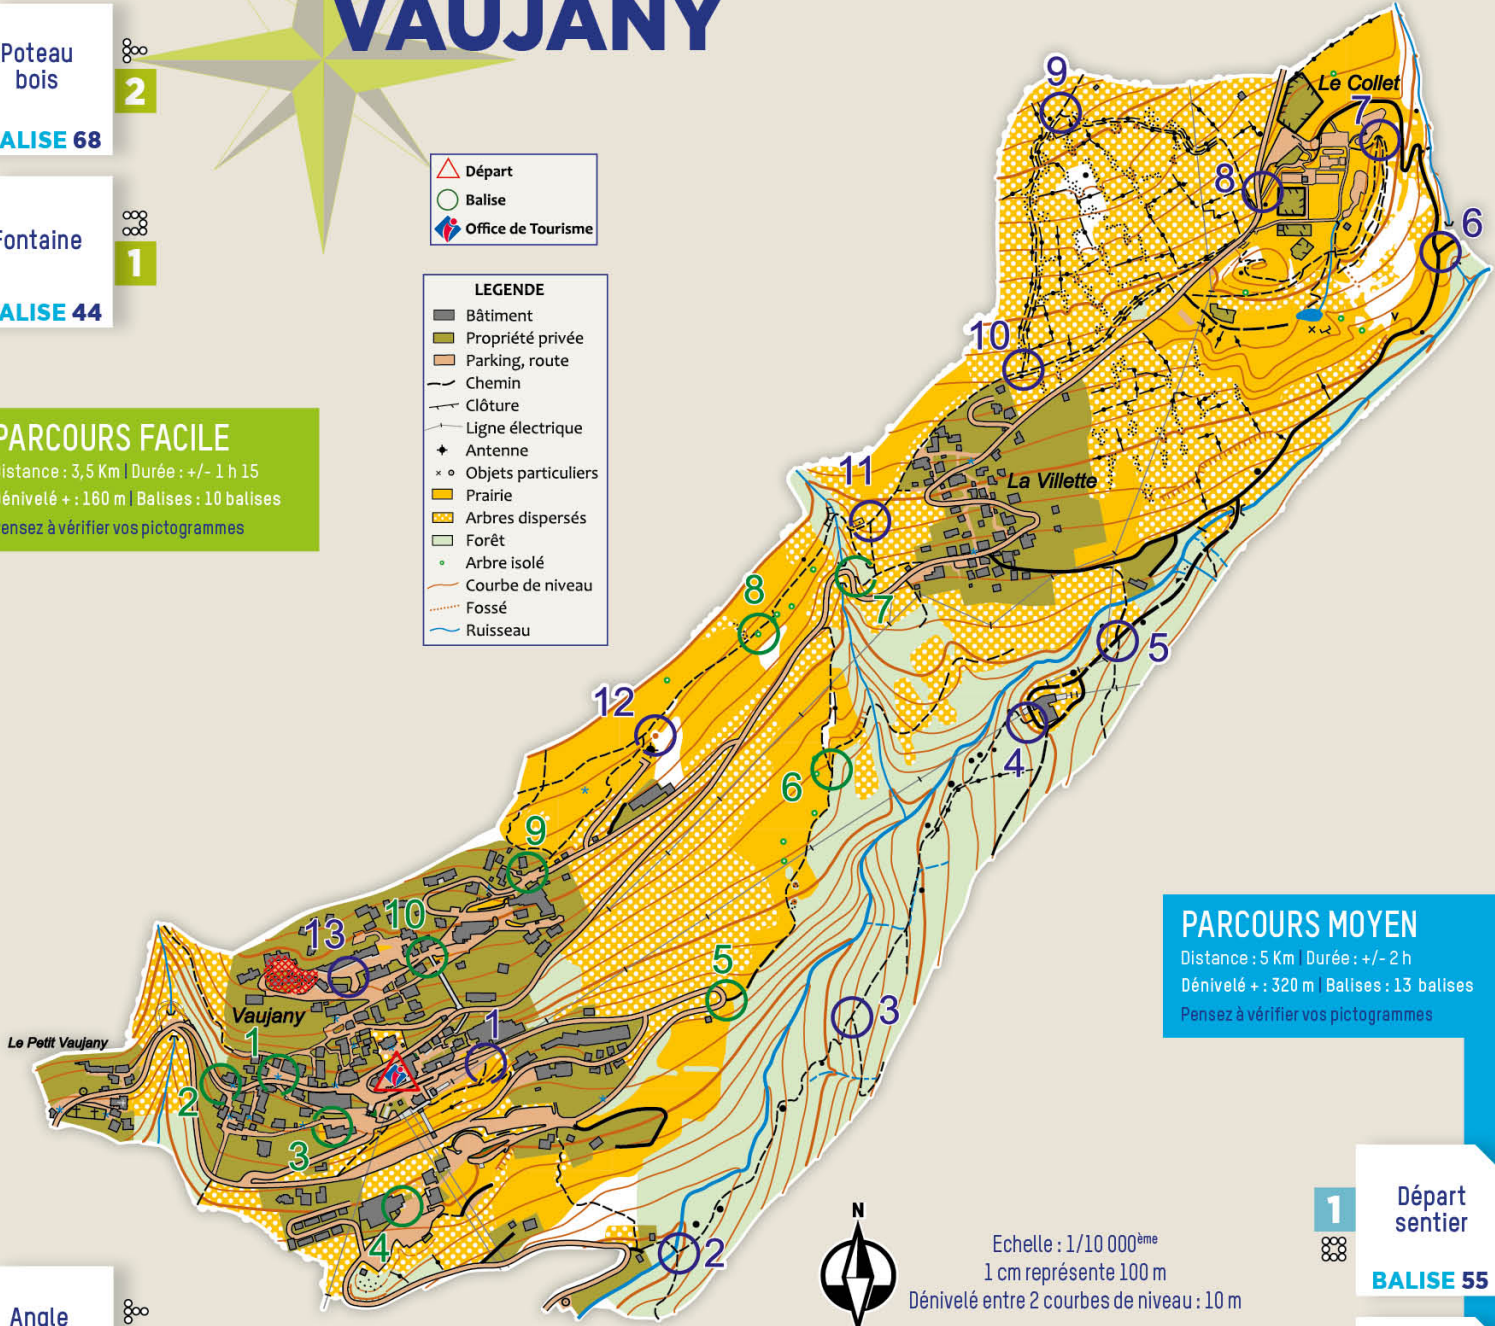 VAUJANY
Poteau
bois
2
ALISE 68
Fontaine
1
ALISE 44
Départ
Balise
Office de Tourisme
LEGENDE
Bâtiment
Propriété privée
Parking, route
Chemin
Clôture
Ligne électrique
Antenne
Objets particuliers
Prairie
Arbres dispersés
Forêt
Arbre isolé
Courbe de niveau
Fossé
Ruisseau
PARCOURS FACILE
Distance : 3,5 Km | Durée : +/- 1 h 15
Dénivelé + : 160 m | Balises : 10 balises
Pensez à vérifier vos pictogrammes
9
Le Collet
7
8
6
10
11
La Villette
8
7
5
12
4
6
9
10
13
5
3
Vaujany
1
Le Petit Vaujany
1
2
3
4
2
PARCOURS MOYEN
Distance : 5 Km | Durée : +/- 2 h
Dénivelé + : 320 m | Balises : 13 balises
Pensez à vérifier vos pictogrammes
N
Echelle : 1/10 000ème
1 cm représente 100 m
Dénivelé entre 2 courbes de niveau : 10 m
1
Départ
sentier
BALISE 55
Angle